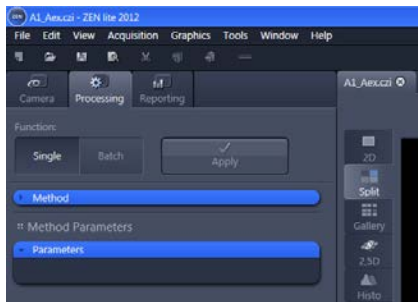 ZEN A1_Aex.czi - ZEN lite 2012
File Edit View Acquisition Graphics Tools Window Help
Camera Processing Reporting
A1_Aex.czi
Function:
Single Batch Apply
2D
Method
Split
Method Parameters
Gallery
Parameters
2,5D
Histo